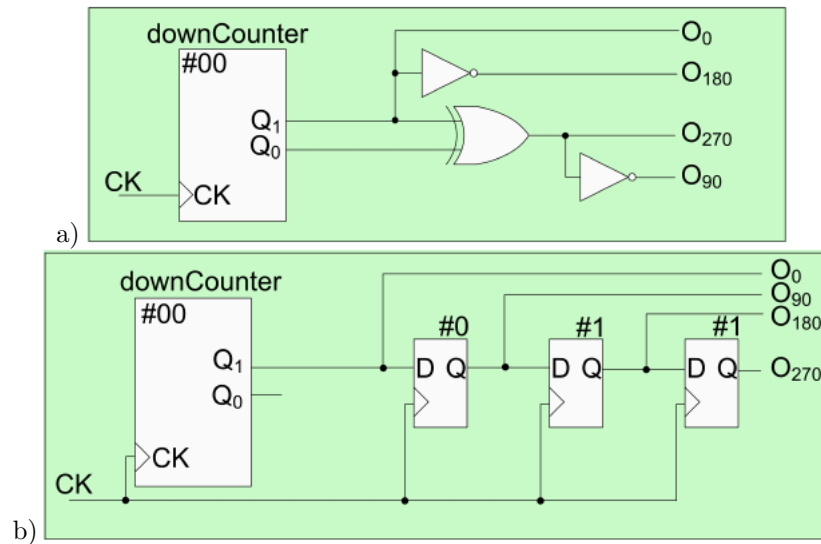 downCounter
#00
Q₁
Q₀
CK
CK
O₀
O₁₈₀
O₂₇₀
O₉₀
a)
downCounter
#00
Q₁
Q₀
CK
CK
#0
D Q
#1
D Q
#1
D Q
O₀
O₉₀
O₁₈₀
O₂₇₀
b)